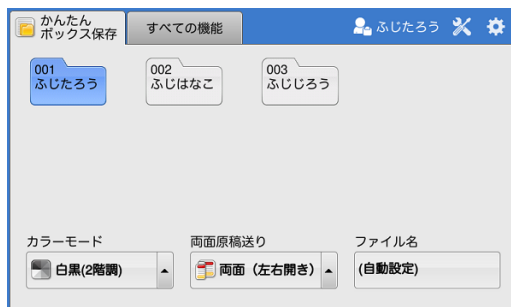 かんたん
ボックス保存
すべての機能
ふじたろう
001
ふじたろう
002
ふじはなこ
003
ふじじろう
カラーモード
両面原稿送り
ファイル名
白黒(2階調)
両面（左右開き）
(自動設定)